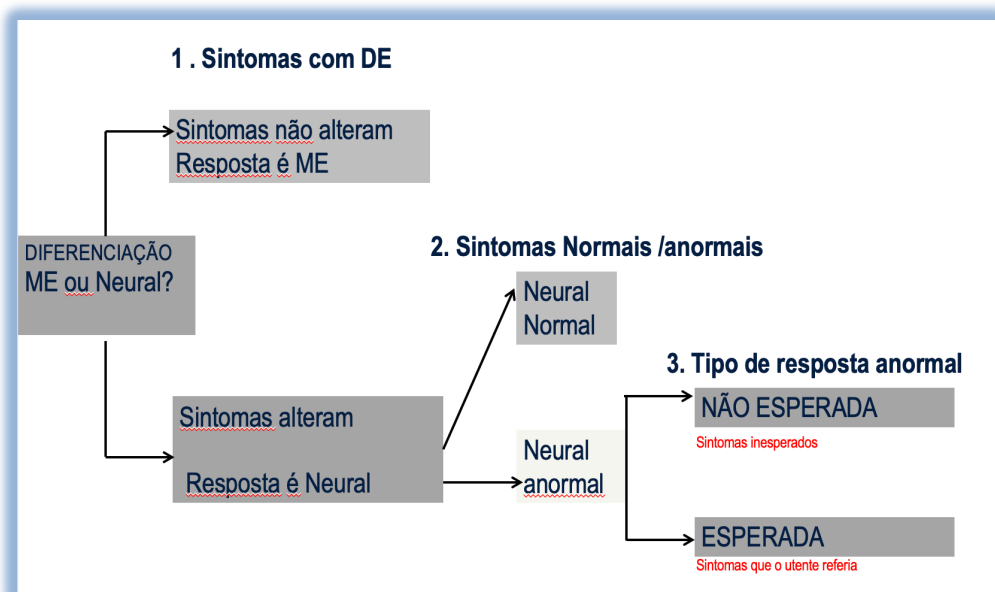 1 . Sintomas com DE
Sintomas não alteram
Resposta é ME
DIFERENCIAÇÃO
ME ou Neural?
2. Sintomas Normais /anormais
Neural
Normal
3. Tipo de resposta anormal
NÃO ESPERADA
Sintomas inesperados
Sintomas alteram
Resposta é Neural
Neural
anormal
ESPERADA
Sintomas que o utente referia